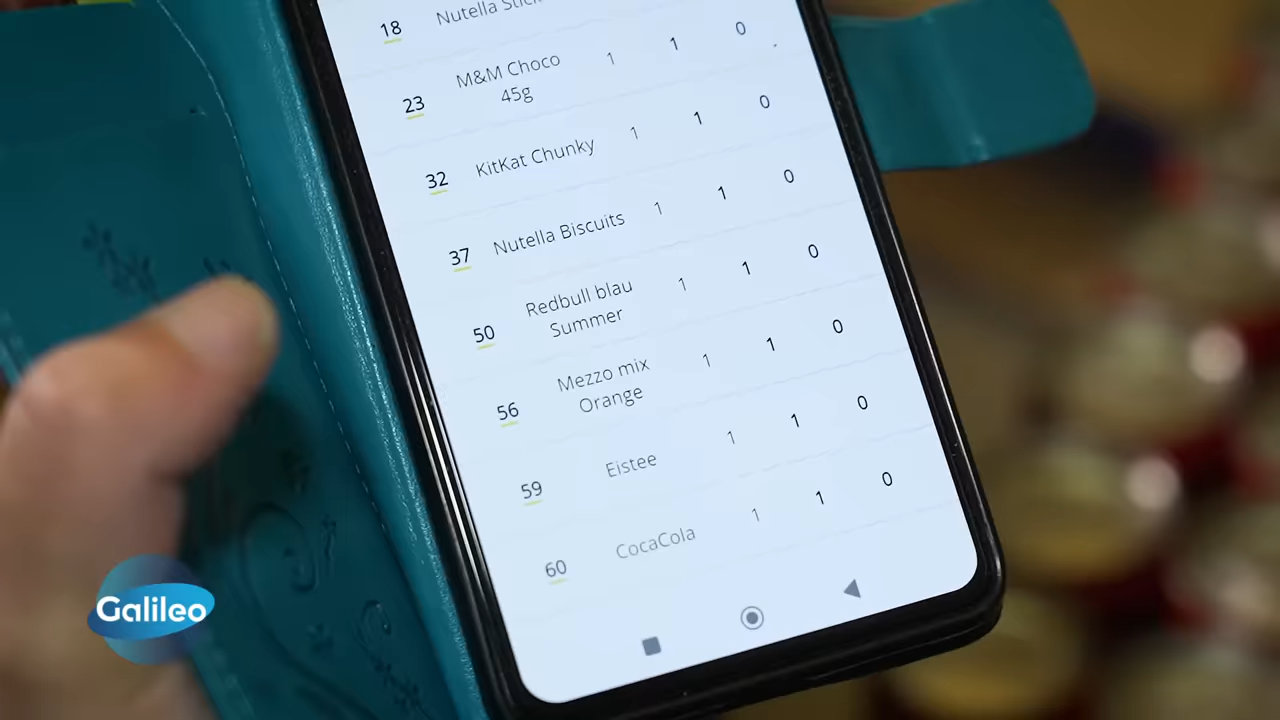 18 Nutella Stick
23 M&M Choco 45g 1 1 0
32 KitKat Chunky 1 1 0
37 Nutella Biscuits 1 1 0
50 Redbull blau Summer 1 1 0
56 Mezzo mix Orange 1 1 0
59 Eistee 1 1 0
60 CocaCola 1 1 0
Galileo